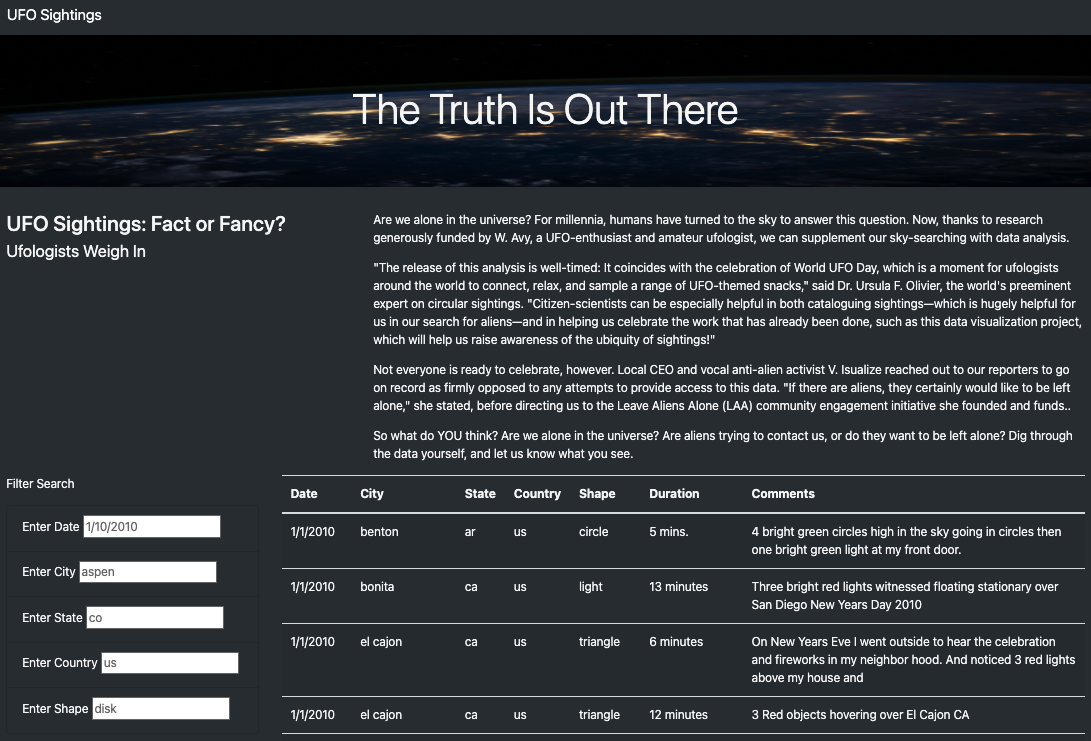 UFO Sightings
The Truth Is Out There
UFO Sightings: Fact or Fancy?
Ufologists Weigh In
Are we alone in the universe? For millennia, humans have turned to the sky to answer this question. Now, thanks to research
generously funded by W. Avy, a UFO-enthusiast and amateur ufologist, we can supplement our sky-searching with data analysis.
"The release of this analysis is well-timed: It coincides with the celebration of World UFO Day, which is a moment for ufologists
around the world to connect, relax, and sample a range of UFO-themed snacks," said Dr. Ursula F. Olivier, the world's preeminent
expert on circular sightings. "Citizen-scientists can be especially helpful in both cataloguing sightings—which is hugely helpful for
us in our search for aliens—and in helping us celebrate the work that has already been done, such as this data visualization project,
which will help us raise awareness of the ubiquity of sightings!"
Not everyone is ready to celebrate, however. Local CEO and vocal anti-alien activist V. Isualize reached out to our reporters to go
on record as firmly opposed to any attempts to provide access to this data. "If there are aliens, they certainly would like to be left
alone," she stated, before directing us to the Leave Aliens Alone (LAA) community engagement initiative she founded and funds..
So what do YOU think? Are we alone in the universe? Are aliens trying to contact us, or do they want to be left alone? Dig through
the data yourself, and let us know what you see.
Filter Search
Enter Date 1/10/2010
Enter City aspen
Enter State co
Enter Country us
Enter Shape disk
Date City State Country Shape Duration Comments
1/1/2010 benton ar us circle 5 mins. 4 bright green circles high in the sky going in circles then
one bright green light at my front door.
1/1/2010 bonita ca us light 13 minutes Three bright red lights witnessed floating stationary over
San Diego New Years Day 2010
1/1/2010 el cajon ca us triangle 6 minutes On New Years Eve I went outside to hear the celebration
and fireworks in my neighbor hood. And noticed 3 red lights
above my house and
1/1/2010 el cajon ca us triangle 12 minutes 3 Red objects hovering over El Cajon CA